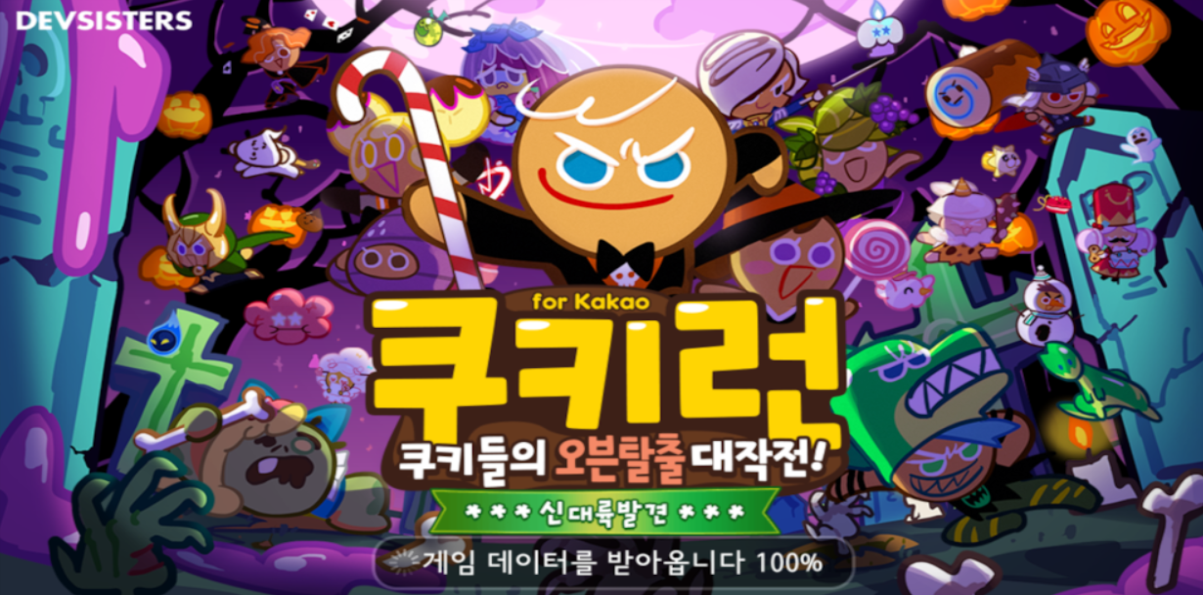 DEVSISTERS
for Kakao
쿠키런
쿠키들의 오븐탈출 대작전!
신대륙발견
게임 데이터를 받아옵니다 100%